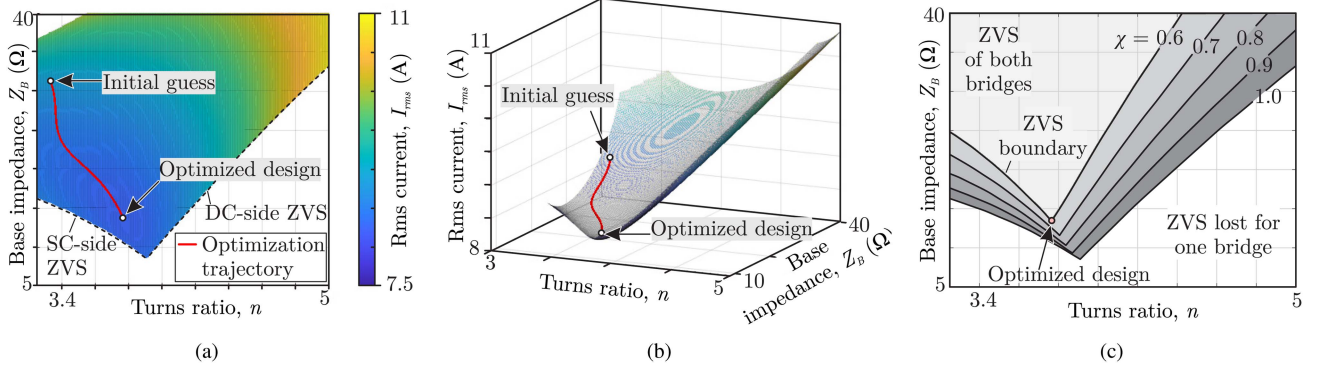 40
Base impedance, Z_B (Ω)
5
Initial guess
Optimized design
DC-side ZVS
SC-side
ZVS
Optimization
trajectory
3.4
5
Turns ratio, n
11
Rms current, I_rms (A)
7.5
(a)
11
Rms current, I_rms (A)
8
Initial guess
Optimized design
3
Turns ratio, n
5
10
40
Base
impedance, Z_B (Ω)
(b)
40
Base impedance, Z_B (Ω)
5
ZVS
of both
bridges
ZVS
boundary
χ = 0.6
0.7
0.8
0.9
1.0
ZVS lost for
one bridge
Optimized design
3.4
5
Turns ratio, n
(c)